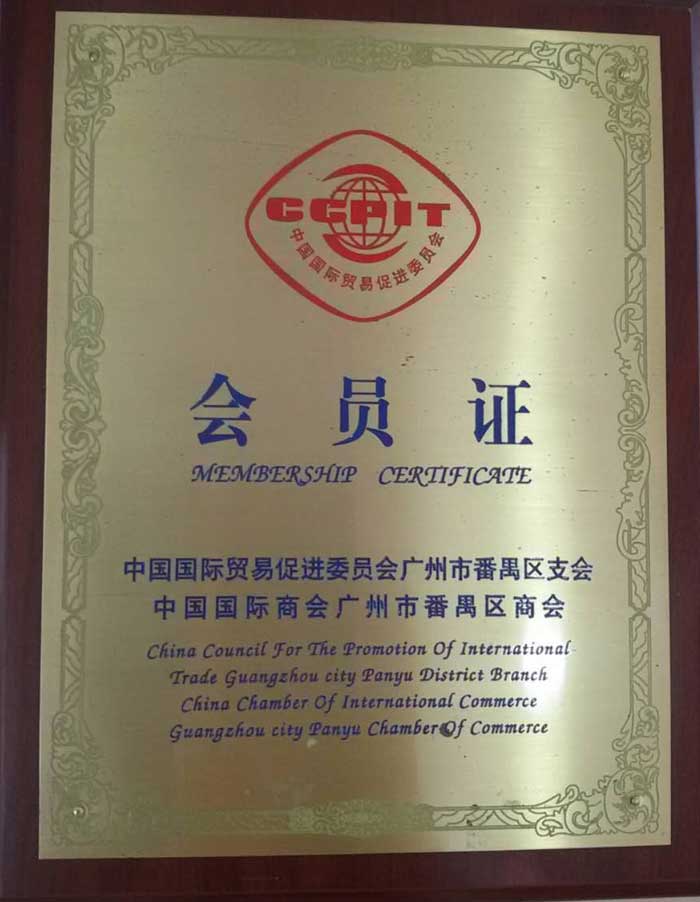 CCPIT
中国国际贸易促进委员会
会员证
MEMBERSHIP CERTIFICATE
中国国际贸易促进委员会广州市番禺区支会
中国国际商会广州市番禺区商会
China Council For The Promotion Of International
Trade Guangzhou city Panyu District Branch
China Chamber Of International Commerce
Guangzhou city Panyu Chamber Of Commerce